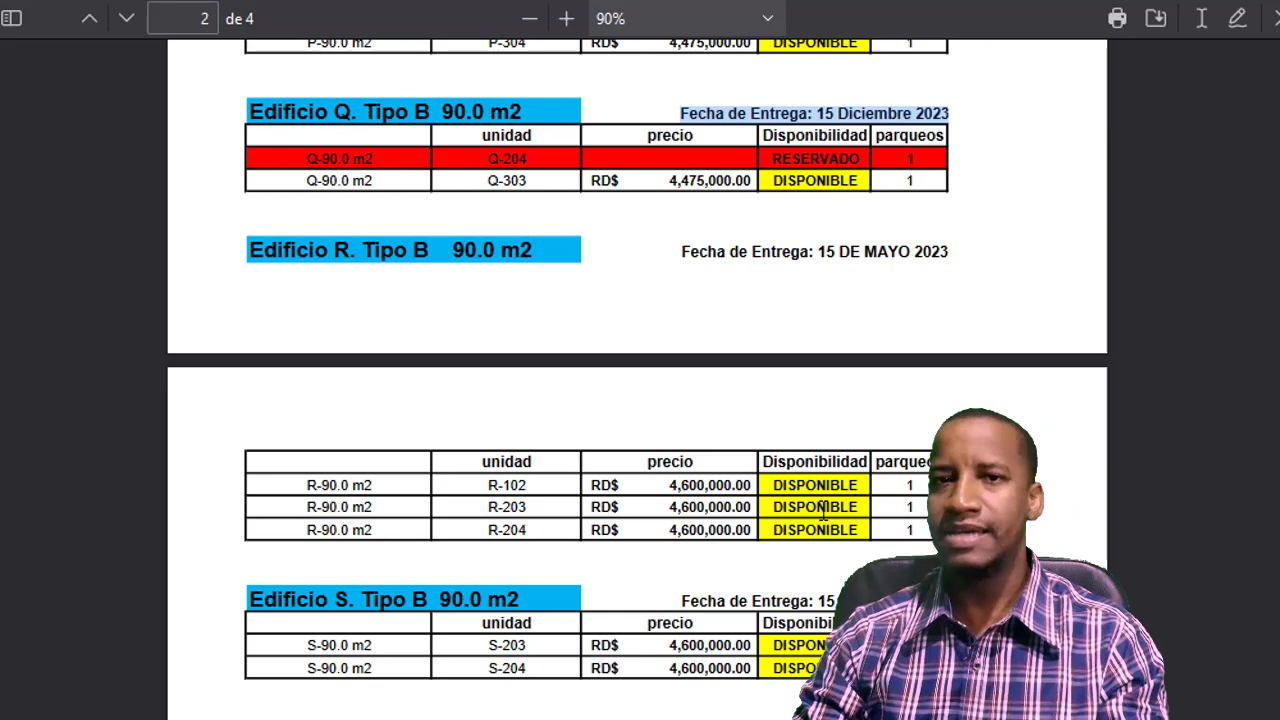 2 de 4 90%
P-90.0 m2 P-304 RD$ 4,475,000.00 DISPONIBLE 1
Edificio Q. Tipo B 90.0 m2 Fecha de Entrega: 15 Diciembre 2023
unidad precio Disponibilidad parqueos
Q-90.0 m2 Q-204 RESERVADO 1
Q-90.0 m2 Q-303 RD$ 4,475,000.00 DISPONIBLE 1
Edificio R. Tipo B 90.0 m2 Fecha de Entrega: 15 DE MAYO 2023
unidad precio Disponibilidad parqueo
R-90.0 m2 R-102 RD$ 4,600,000.00 DISPONIBLE 1
R-90.0 m2 R-203 RD$ 4,600,000.00 DISPONIBLE 1
R-90.0 m2 R-204 RD$ 4,600,000.00 DISPONIBLE 1
Edificio S. Tipo B 90.0 m2 Fecha de Entrega: 15
unidad precio Disponibi
S-90.0 m2 S-203 RD$ 4,600,000.00 DISPON
S-90.0 m2 S-204 RD$ 4,600,000.00 DISPON